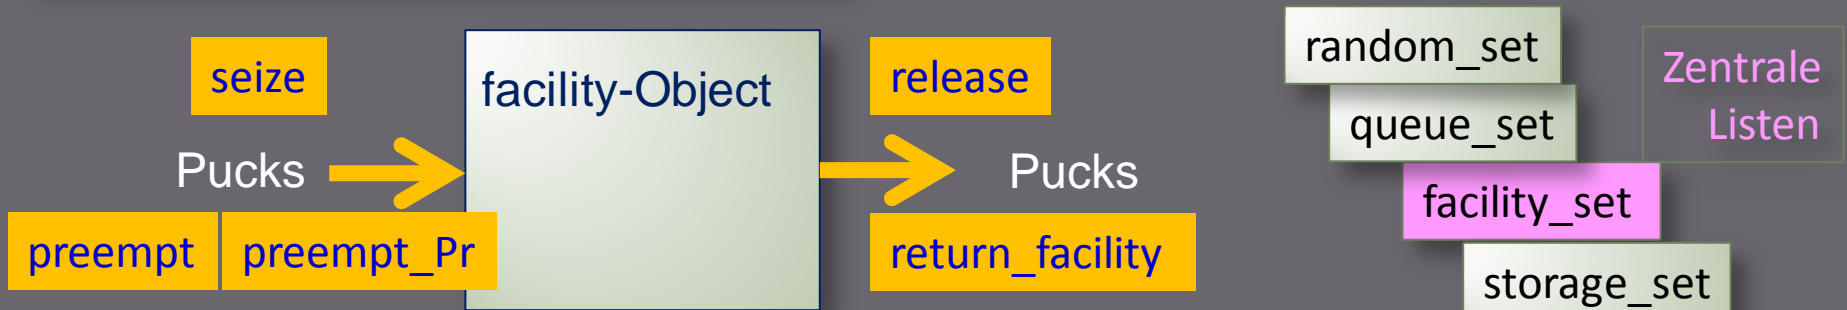 seize
facility-Object
release
Pucks
Pucks
preempt
preempt_Pr
return_facility
random_set
queue_set
facility_set
storage_set
Zentrale
Listen